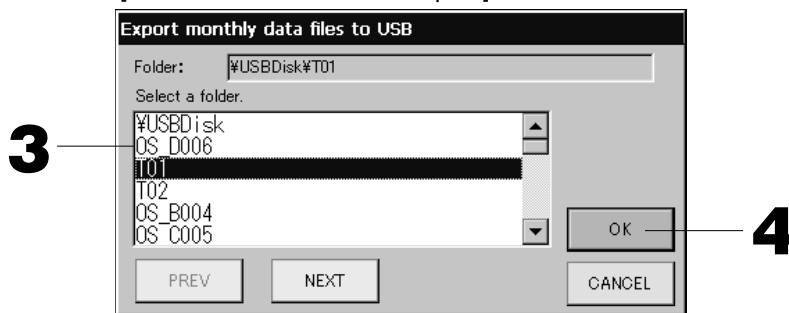 Export monthly data files to USB
Folder: ¥USBDisk¥T01
Select a folder.
¥USBDisk
OS_D006
T01
T02
OS_B004
OS_C005
3
OK
4
PREV
NEXT
CANCEL